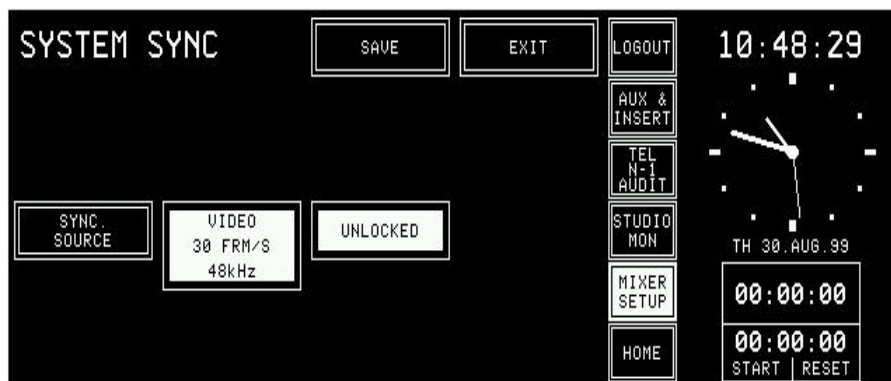 SYSTEM SYNC
SAVE
EXIT
LOGOUT
10:48:29
AUX &
INSERT
TEL
N-1
AUDIT
SYNC.
SOURCE
VIDEO
30 FRM/S
48kHz
UNLOCKED
STUDIO
MON
TH 30.AUG.99
MIXER
SETUP
00:00:00
HOME
00:00:00
START
RESET